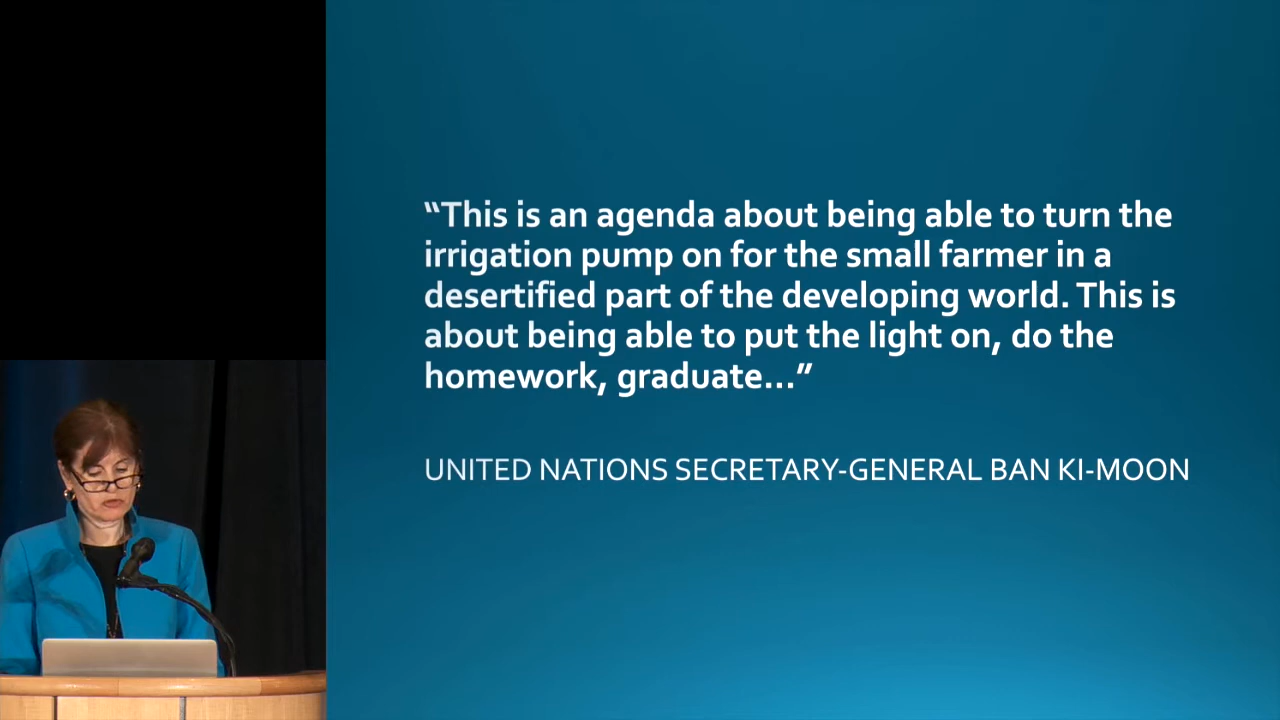 “This is an agenda about being able to turn the
irrigation pump on for the small farmer in a
desertified part of the developing world. This is
about being able to put the light on, do the
homework, graduate…”
UNITED NATIONS SECRETARY-GENERAL BAN KI-MOON